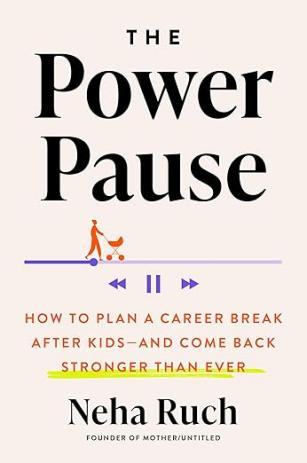 THE
Power
Pause
HOW TO PLAN A CAREER BREAK
AFTER KIDS—AND COME BACK
STRONGER THAN EVER
Neha Ruch
FOUNDER OF MOTHER/UNTITLED